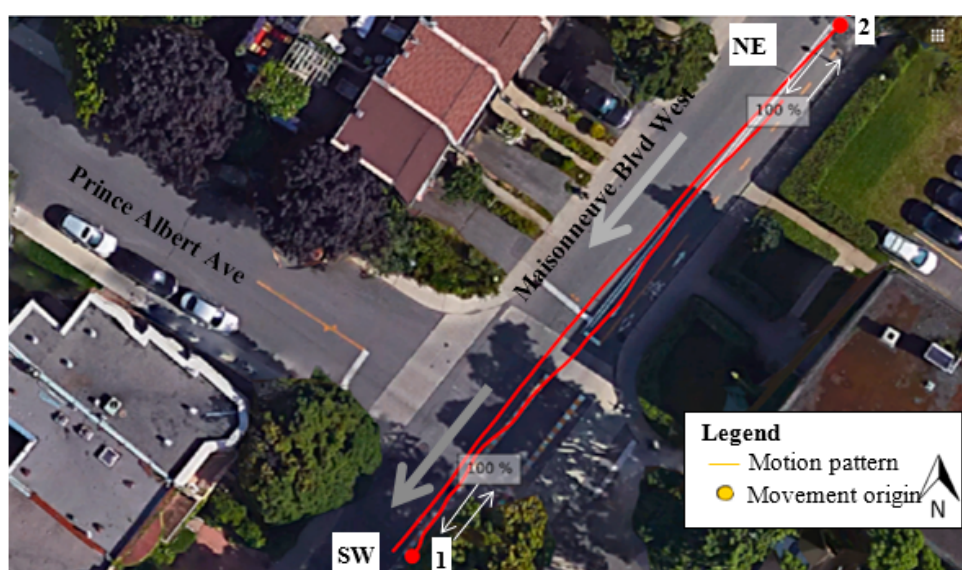 2
NE
100 %
Maisonneuve Blvd West
Prince Albert Ave
100 %
SW
1
Legend
Motion pattern
Movement origin
N